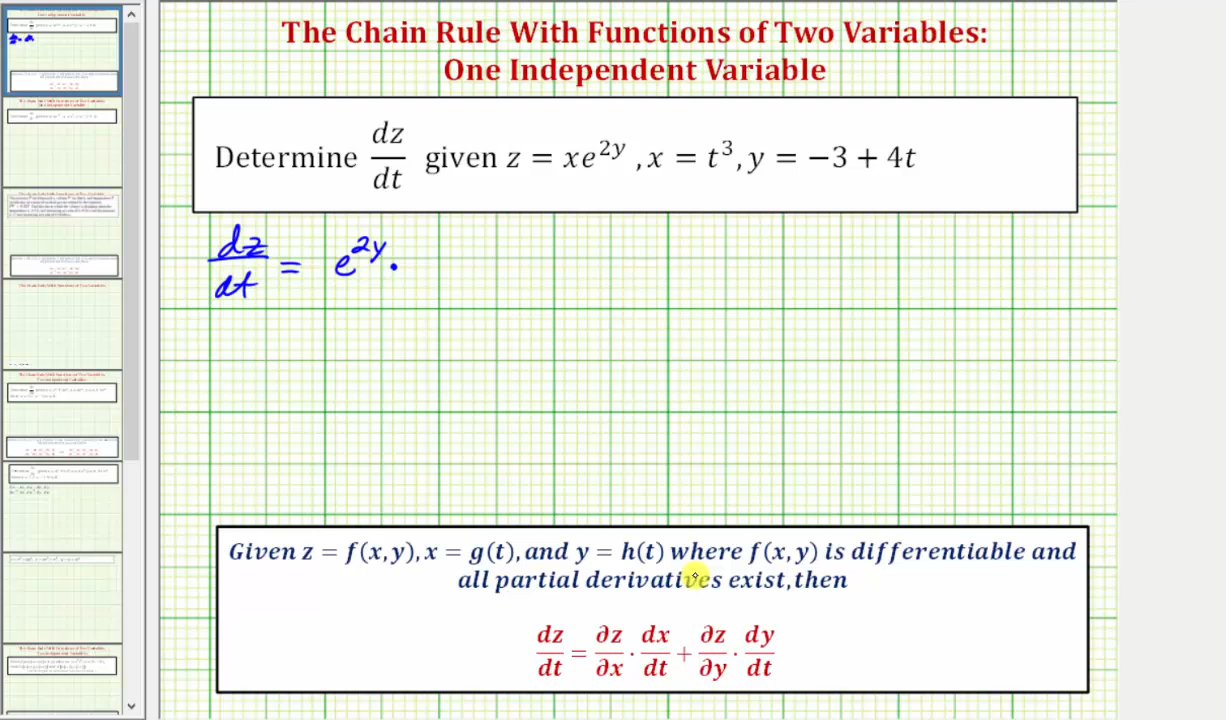 The Chain Rule With Functions of Two Variables:
One Independent Variable
Determine dz/dt given z = xe^{2y} , x = t^3, y = −3 + 4t
dz/dt = e^{2y} ·
Given z = f(x, y), x = g(t), and y = h(t) where f(x, y) is differentiable and
all partial derivatives exist, then
dz/dt = ∂z/∂x · dx/dt + ∂z/∂y · dy/dt